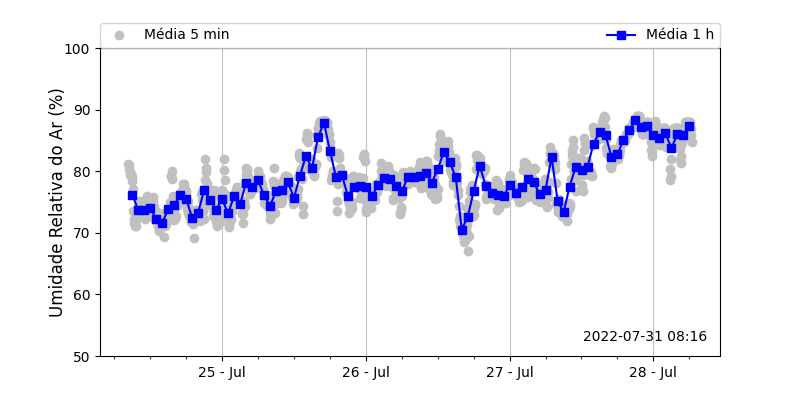 Média 5 min
Média 1 h
Umidade Relativa do Ar (%)
100
90
80
70
60
50
2022-07-31 08:16
25 - Jul
26 - Jul
27 - Jul
28 - Jul